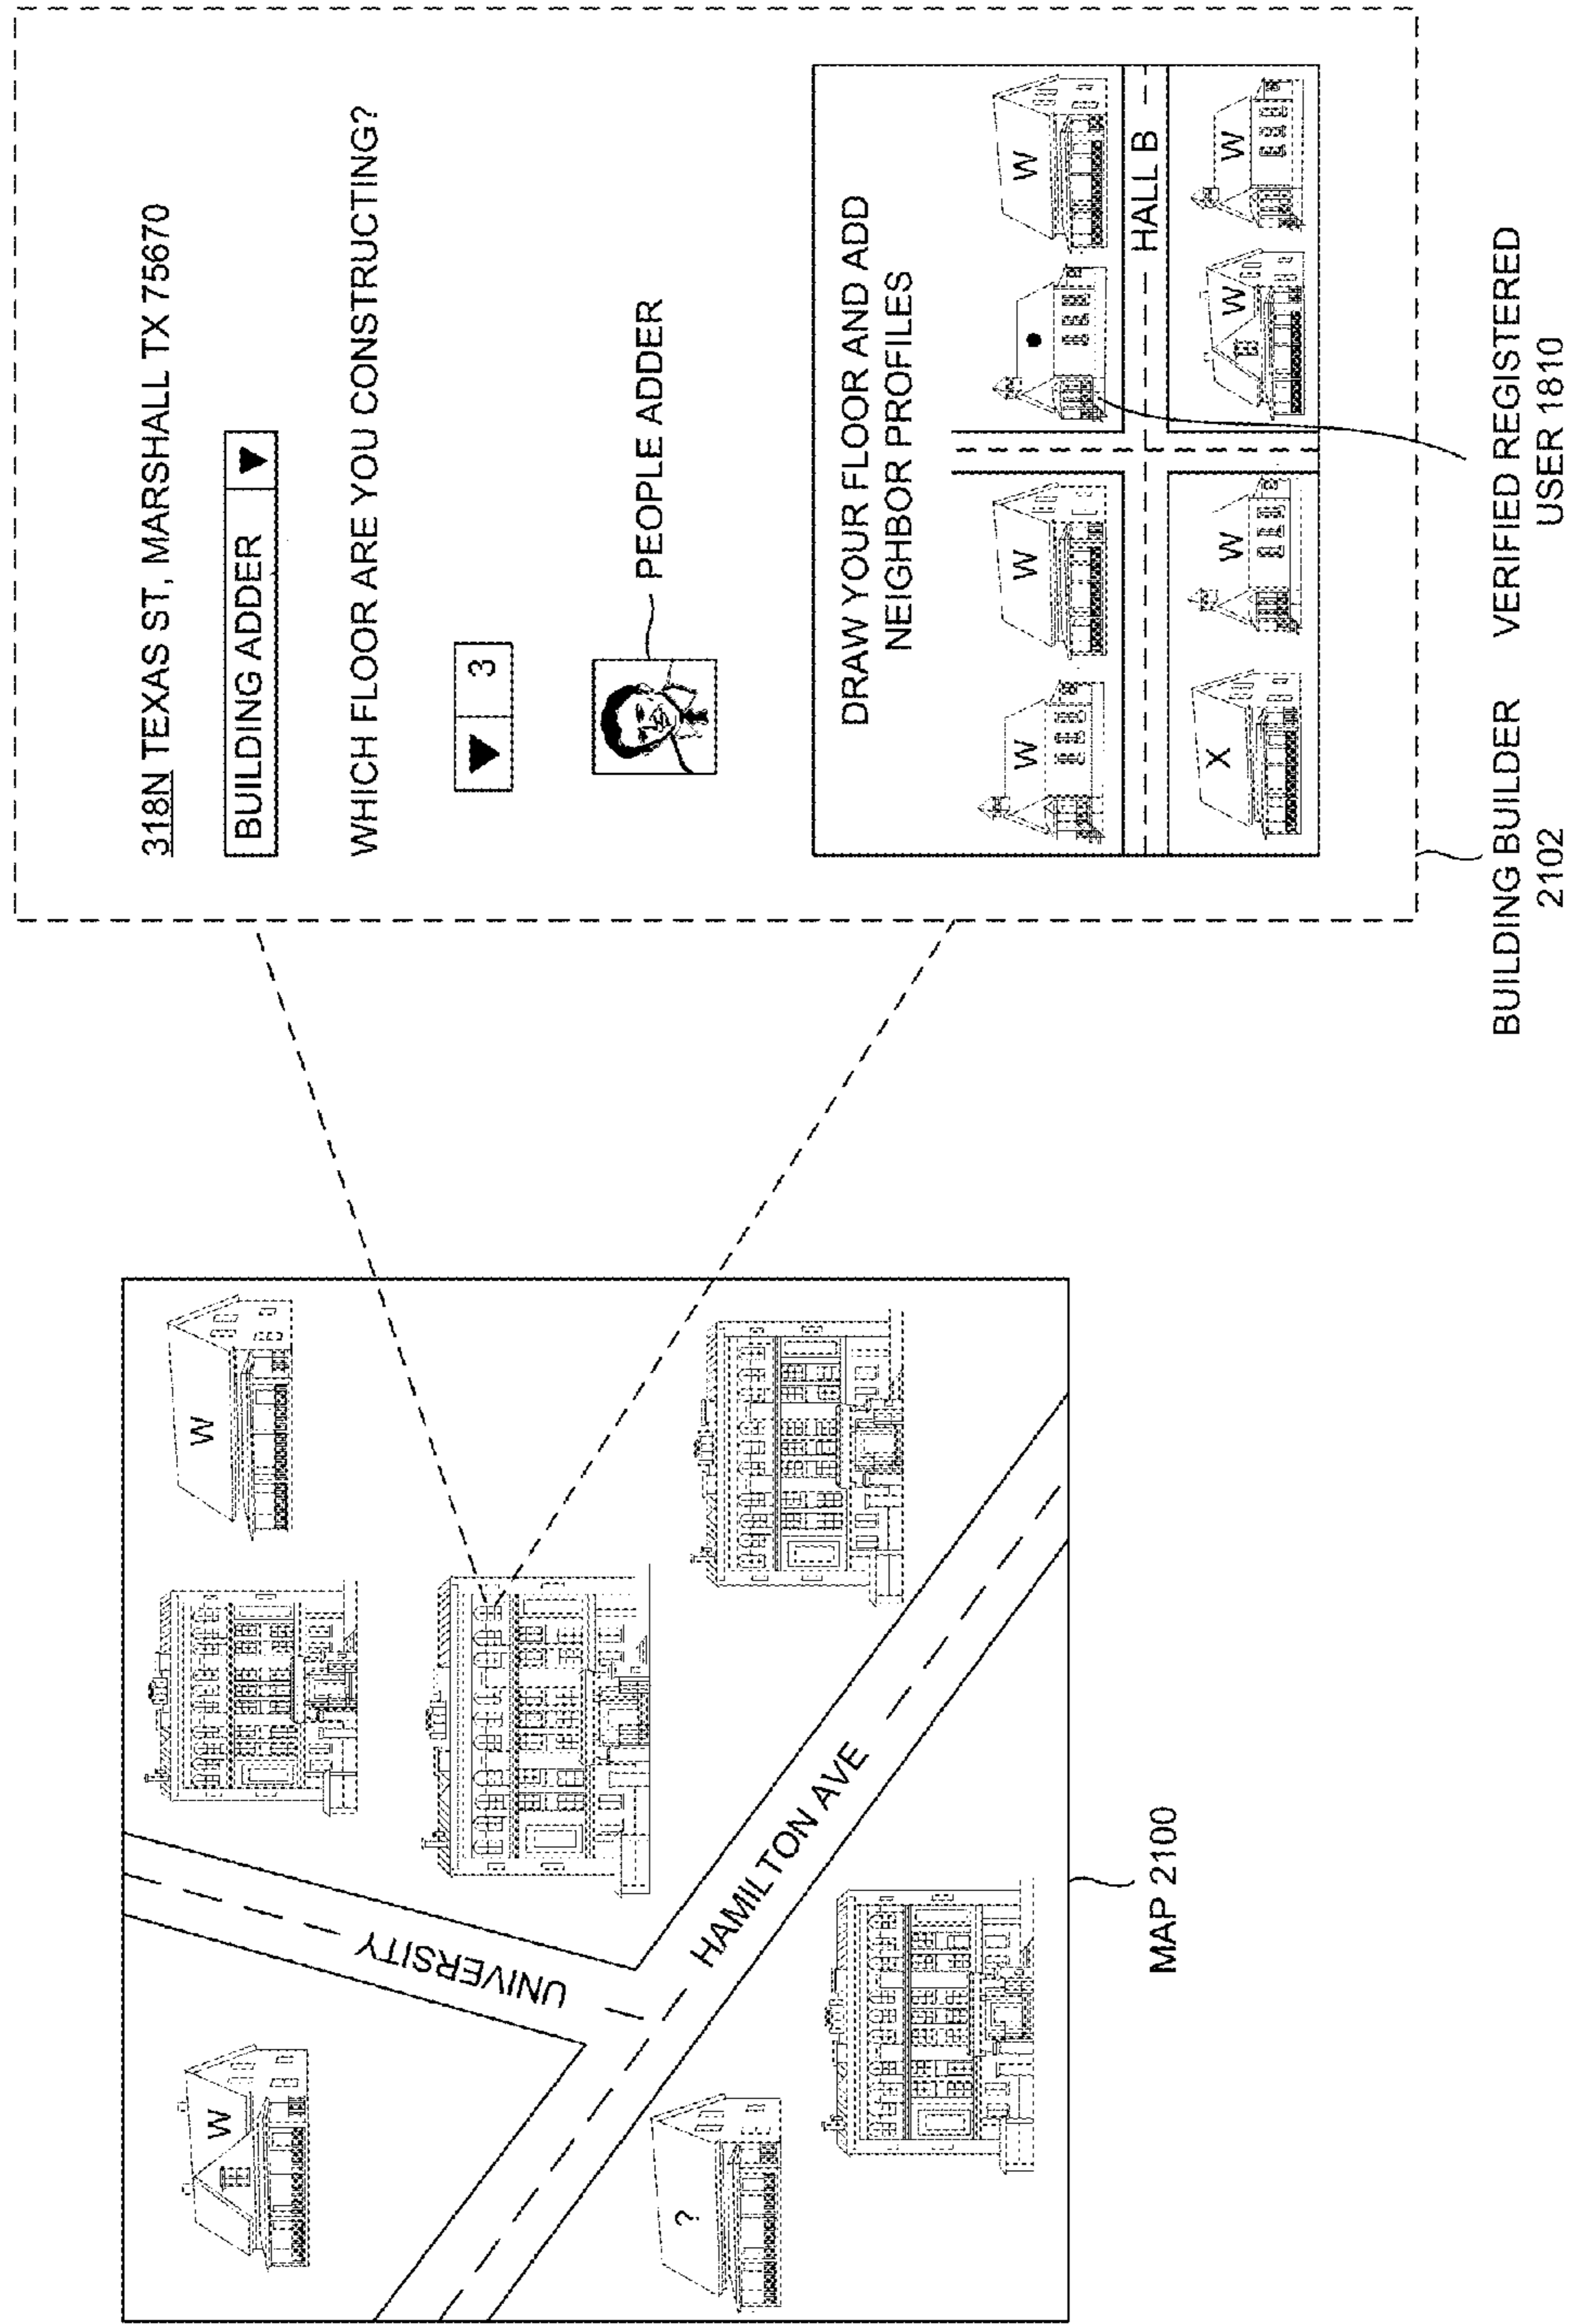 W
W
UNIVERSITY
HAMILTON AVE
?
MAP 2100
318N TEXAS ST, MARSHALL TX 75670
BUILDING ADDER ▼
WHICH FLOOR ARE YOU CONSTRUCTING?
▼ 3
PEOPLE ADDER
DRAW YOUR FLOOR AND ADD
NEIGHBOR PROFILES
W W W
HALL B
X W W W
BUILDING BUILDER
2102
VERIFIED REGISTERED
USER 1810